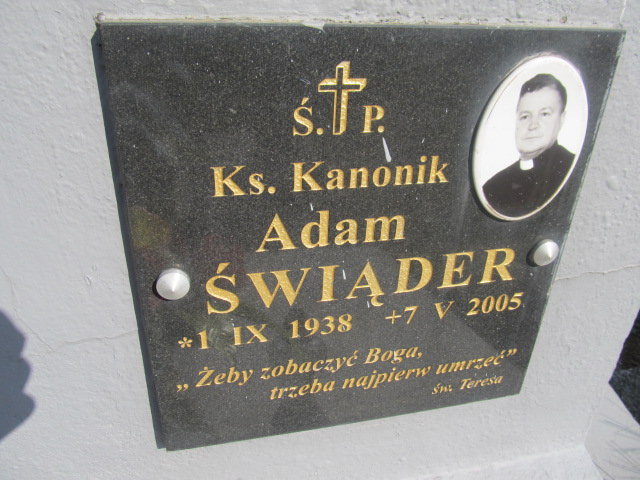 Ś. P.
Ks. Kanonik
Adam
ŚWIĄDER
*1 IX 1938 +7 V 2005
„Żeby zobaczyć Boga,
trzeba najpierw umrzeć”
św. Teresa